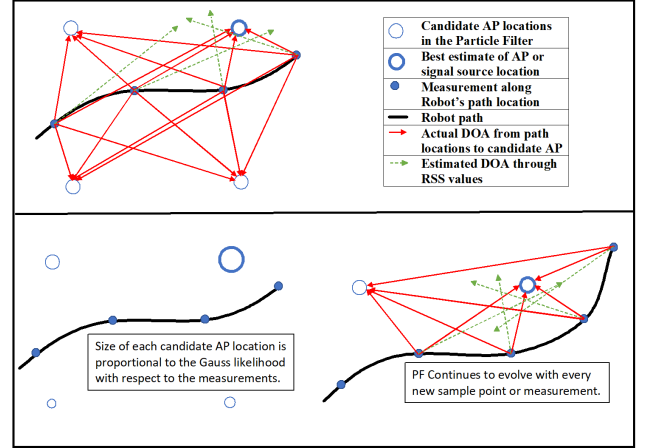 Candidate AP locations
in the Particle Filter
Best estimate of AP or
signal source location
Measurement along
Robot's path location
Robot path
Actual DOA from path
locations to candidate AP
Estimated DOA through
RSS values
Size of each candidate AP location is
proportional to the Gauss likelihood
with respect to the measurements.
PF Continues to evolve with every
new sample point or measurement.